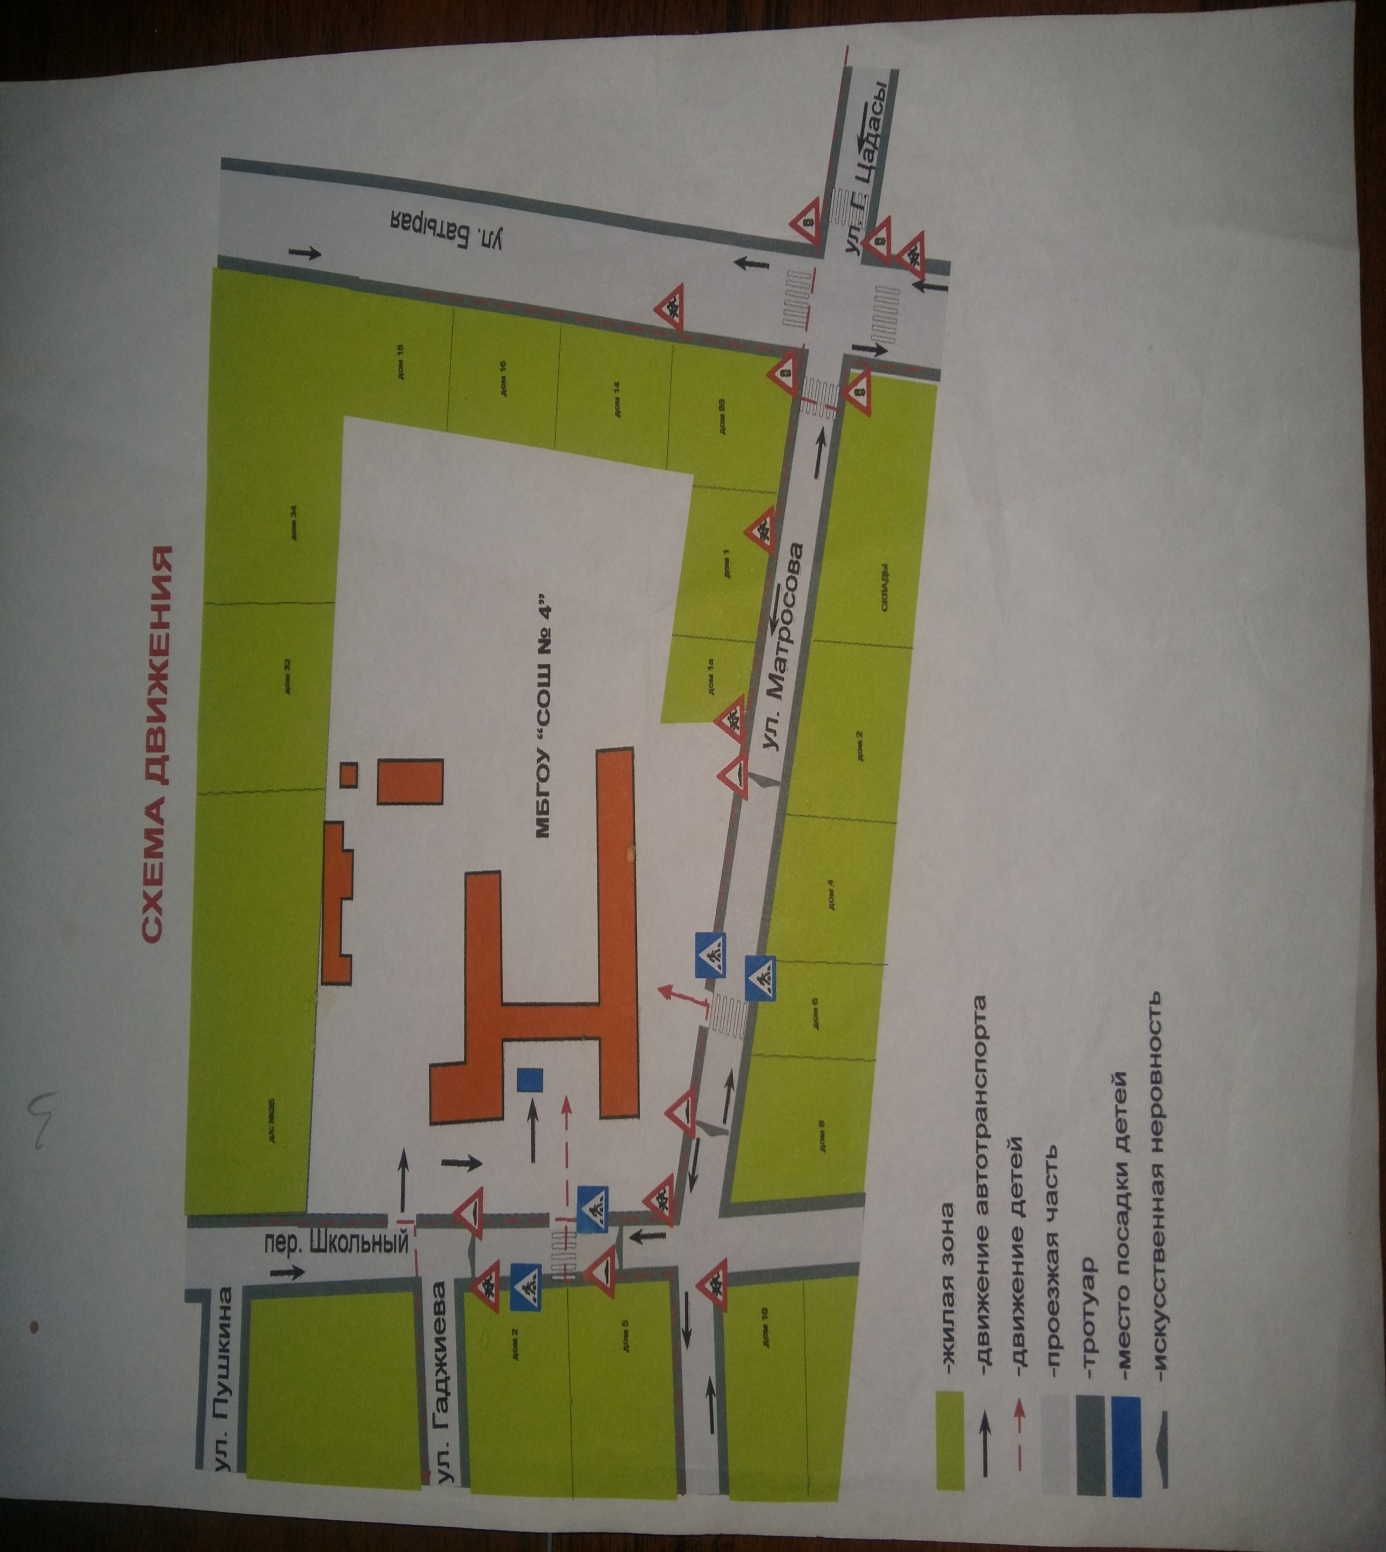 СХЕМА ДВИЖЕНИЯ
ул. Батырая
ул. Г. Цадасы
дом 34
дом 32
д/с №35
дом 18
дом 16
дом 14
дом 89
дом 1
дом 1а
МБГОУ “СОШ № 4”
ул. Матросова
склады
дом 2
дом 4
дом 6
дом 8
пер. Школьный
ул. Пушкина
ул. Гаджиева
дом 2
дом 5
дом 10
-жилая зона
-движение автотранспорта
-движение детей
-проезжая часть
-тротуар
-место посадки детей
-искусственная неровность